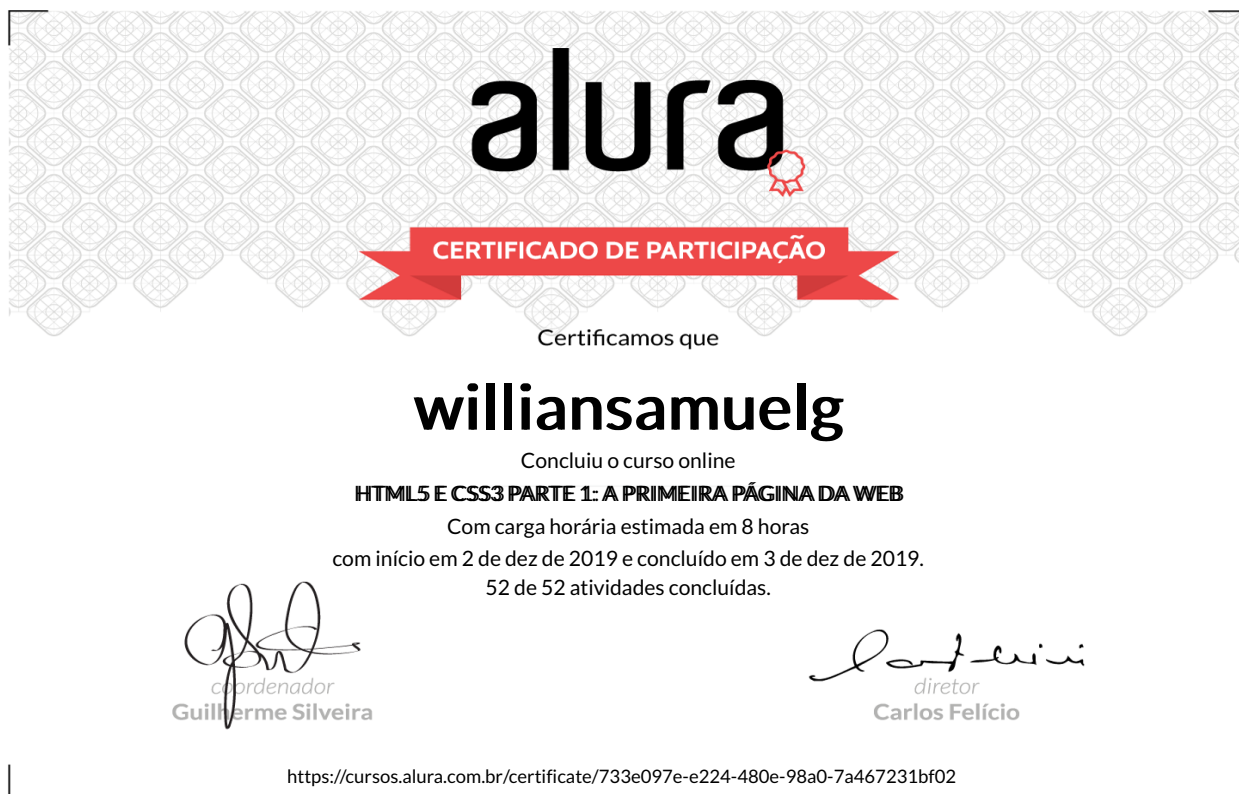 alura
CERTIFICADO DE PARTICIPAÇÃO
Certificamos que
williansamuelg
Concluiu o curso online
HTML5 E CSS3 PARTE 1: A PRIMEIRA PÁGINA DA WEB
Com carga horária estimada em 8 horas
com início em 2 de dez de 2019 e concluído em 3 de dez de 2019.
52 de 52 atividades concluídas.
coordenador
Guilherme Silveira
diretor
Carlos Felício
https://cursos.alura.com.br/certificate/733e097e-e224-480e-98a0-7a467231bf02